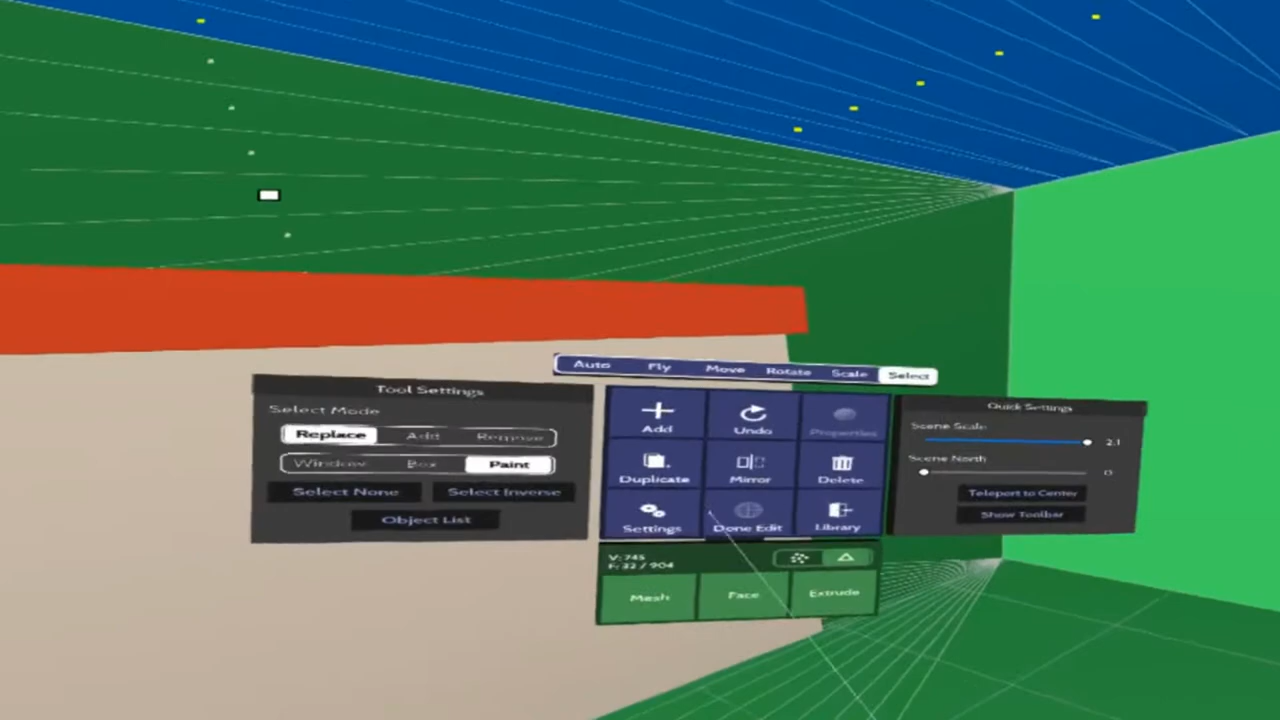 Auto Fly Move Rotate Scale Select
Tool Settings
Select Mode
Replace Add Remove
Window Box Paint
Select None Select Inverse
Object List
Add Undo Properties
Duplicate Mirror Delete
Settings Done Edit Library
V: 745
F: 32 / 904
Mesh Face Extrude
Quick Settings
Scene Scale
2.1
Scene North
0
Teleport to Center
Show Toolbar